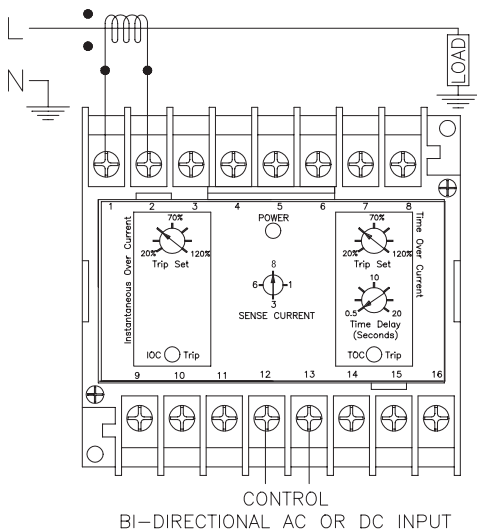 L
N
LOAD
1 2 3 4 5 6 7 8
Instantaneous Over Current
70%
20% 120%
Trip Set
IOC Trip
POWER
8
6 1
3
SENSE CURRENT
Time Over Current
70%
20% 120%
Trip Set
10
0.5 20
Time Delay
(Seconds)
TOC Trip
9 10 11 12 13 14 15 16
CONTROL
BI-DIRECTIONAL AC OR DC INPUT